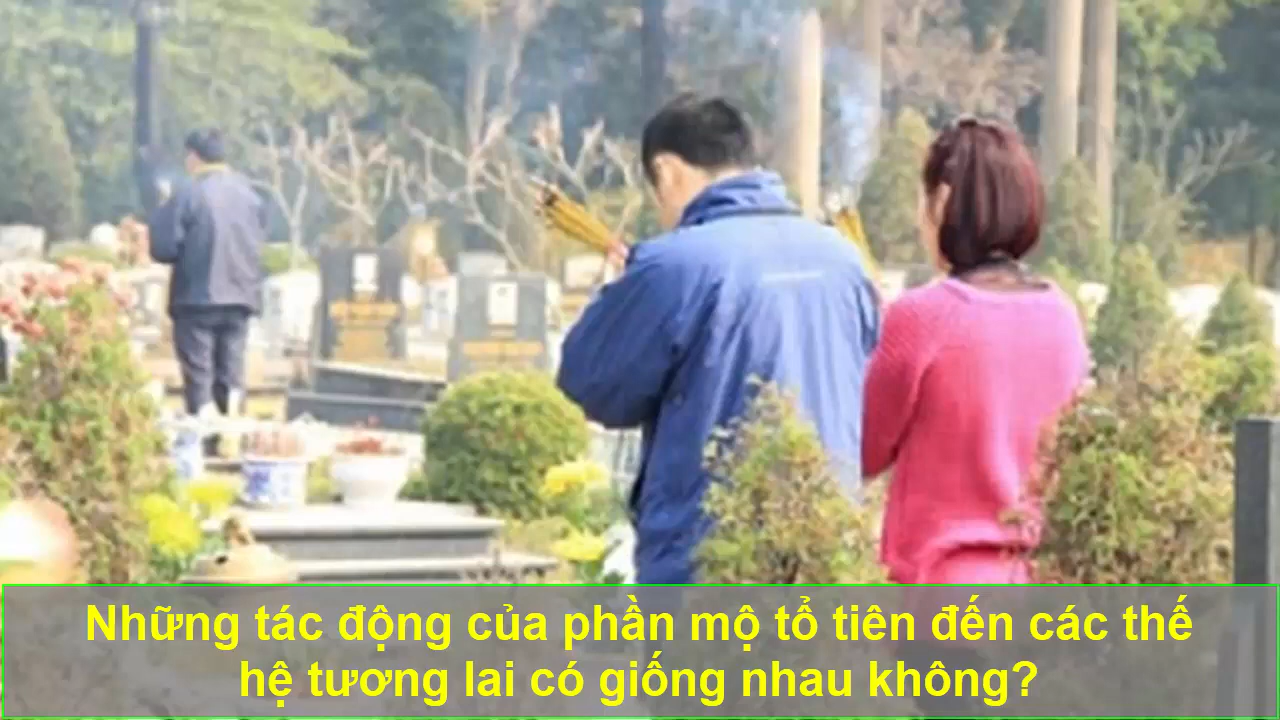 Những tác động của phần mộ tổ tiên đến các thế
hệ tương lai có giống nhau không?